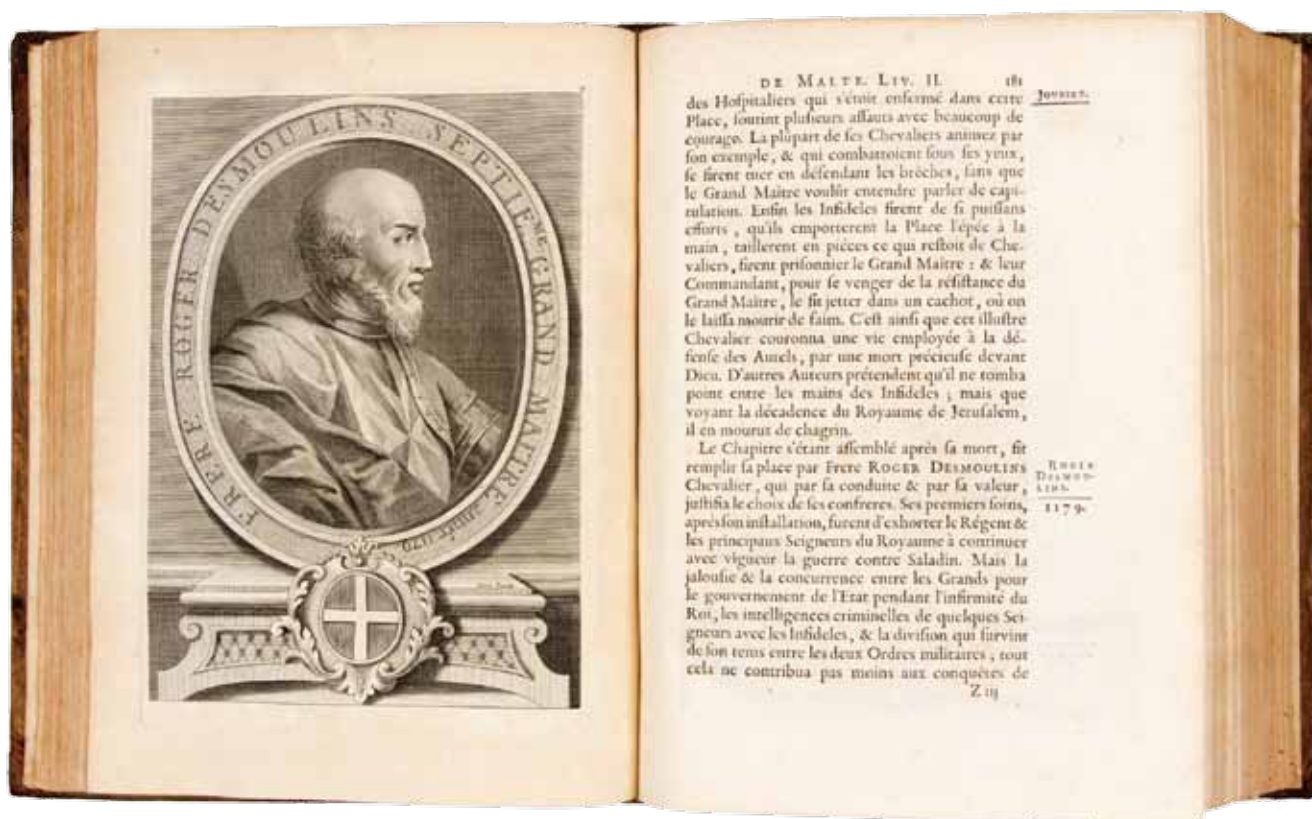 FRERE ROGER DESMOULINS SEPTIEME GRAND MAITRE, année 1179.
DE MALTE. LIV. II. 181
des Hoſpitaliers qui s'étoit enfermé dans cette
JOUBERT.
Place, ſoutint pluſieurs aſſauts avec beaucoup de
courage. La plûpart de ſes Chevaliers animez par
ſon exemple, & qui combattoient ſous ſes yeux,
ſe firent tuer en défendant les brêches, ſans que
le Grand Maître voulût entendre parler de capi-
tulation. Enfin les Infideles firent de ſi puiſſans
efforts, qu'ils emporterent la Place l'épée à la
main, taillerent en piéces ce qui reſtoit de Che-
valiers, firent priſonnier le Grand Maître : & leur
Commandant, pour ſe venger de la réſiſtance du
Grand Maître, le fit jetter dans un cachot, où on
le laiſſa mourir de faim. C'eſt ainſi que cet illuſtre
Chevalier couronna une vie employée à la dé-
fenſe des Autels, par une mort précieuſe devant
Dieu. D'autres Auteurs prétendent qu'il ne tomba
point entre les mains des Infideles ; mais que
voyant la décadence du Royaume de Jeruſalem,
il en mourut de chagrin.
Le Chapitre s'étant aſſemblé après ſa mort, fit
remplir ſa place par Frere ROGER DESMOULINS
ROGER
DESMOU-
LINS.
1179.
Chevalier, qui par ſa conduite & par ſa valeur,
juſtifia le choix de ſes confreres. Ses premiers ſoins,
après ſon inſtallation, furent d'exhorter le Régent &
les principaux Seigneurs du Royaume à continuer
avec vigueur la guerre contre Saladin. Mais la
jalouſie & la concurrence entre les Grands pour
le gouvernement de l'Etat pendant l'infirmité du
Roi, les intelligences criminelles de quelques Sei-
gneurs avec les Infideles, & la diviſion qui ſurvint
de ſon tems entre les deux Ordres militaires, tout
cela ne contribua pas moins aux conquêtes de
Z iij